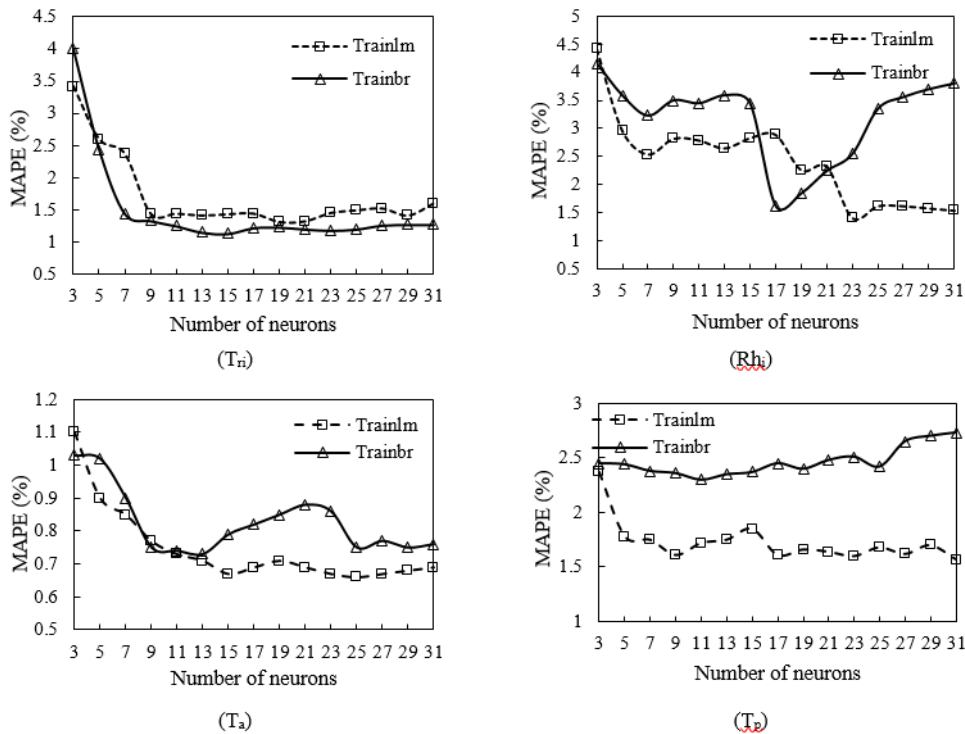 4.5
4
3.5
3
2.5
2
1.5
1
0.5
MAPE (%)
Trainlm
Trainbr
3 5 7 9 11 13 15 17 19 21 23 25 27 29 31
Number of neurons
(Tri)
5
4.5
4
3.5
3
2.5
2
1.5
1
0.5
MAPE (%)
Trainlm
Trainbr
3 5 7 9 11 13 15 17 19 21 23 25 27 29 31
Number of neurons
(Rhi)
1.2
1.1
1
0.9
0.8
0.7
0.6
0.5
MAPE (%)
Trainlm
Trainbr
3 5 7 9 11 13 15 17 19 21 23 25 27 29 31
Number of neurons
(Ta)
3
2.5
2
1.5
1
MAPE (%)
Trainlm
Trainbr
3 5 7 9 11 13 15 17 19 21 23 25 27 29 31
Number of neurons
(Tp)